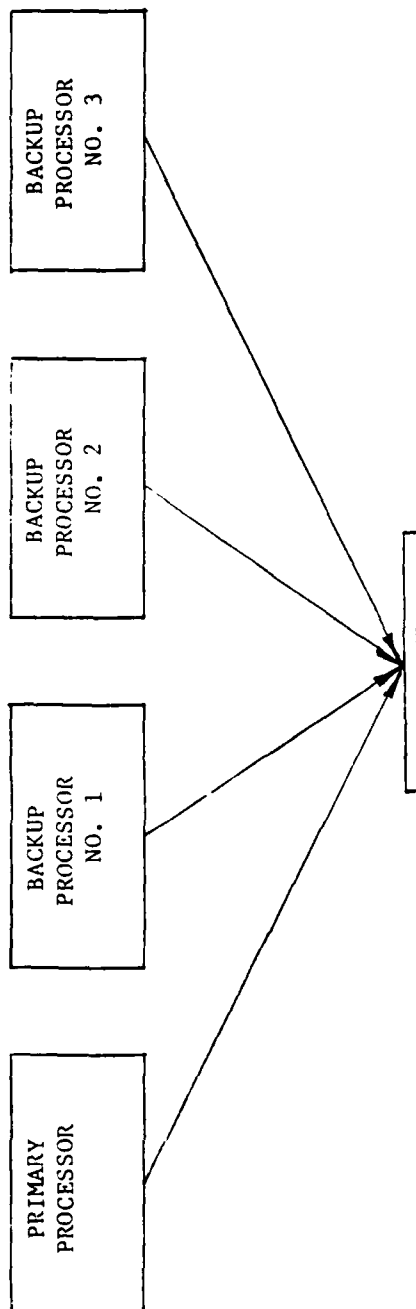 PRIMARY
PROCESSOR
BACKUP
PROCESSOR
NO. 1
BACKUP
PROCESSOR
NO. 2
BACKUP
PROCESSOR
NO. 3